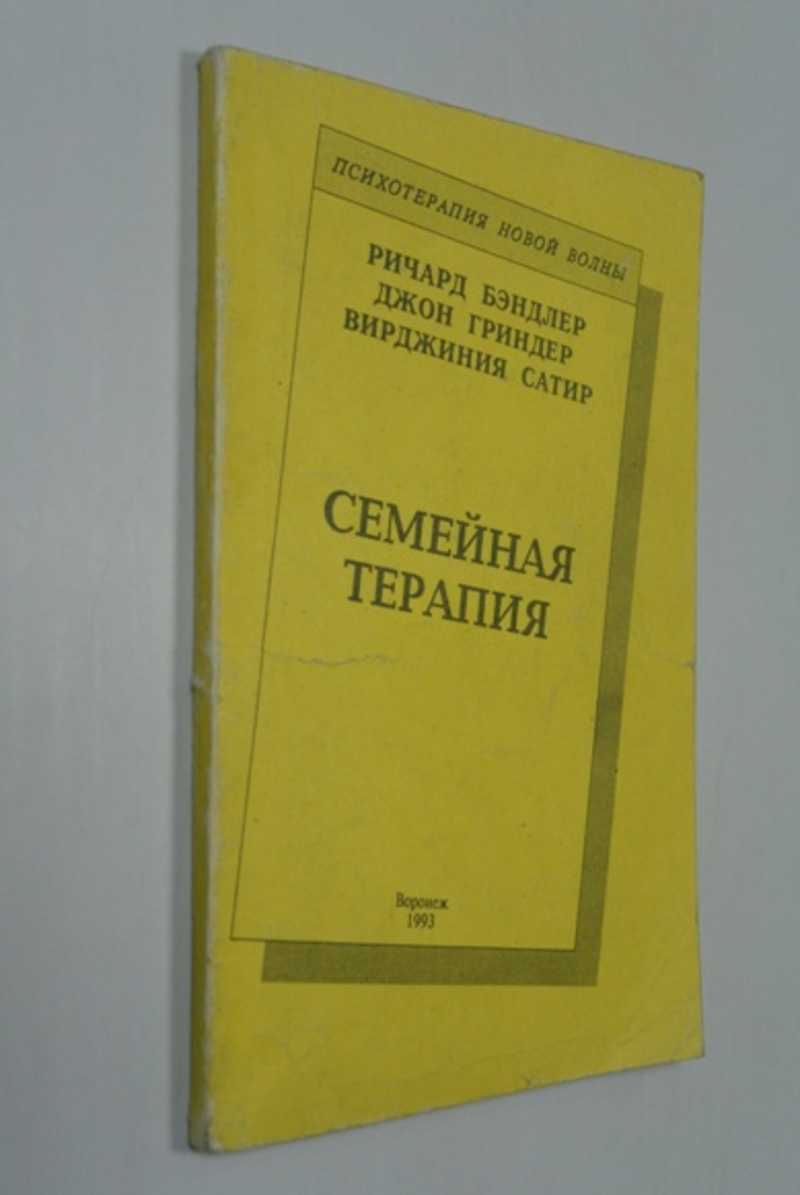 ПСИХОТЕРАПИЯ НОВОЙ ВОЛНЫ
РИЧАРД БЭНДЛЕР
ДЖОН ГРИНДЕР
ВИРДЖИНИЯ САТИР
СЕМЕЙНАЯ
ТЕРАПИЯ
Воронеж
1993